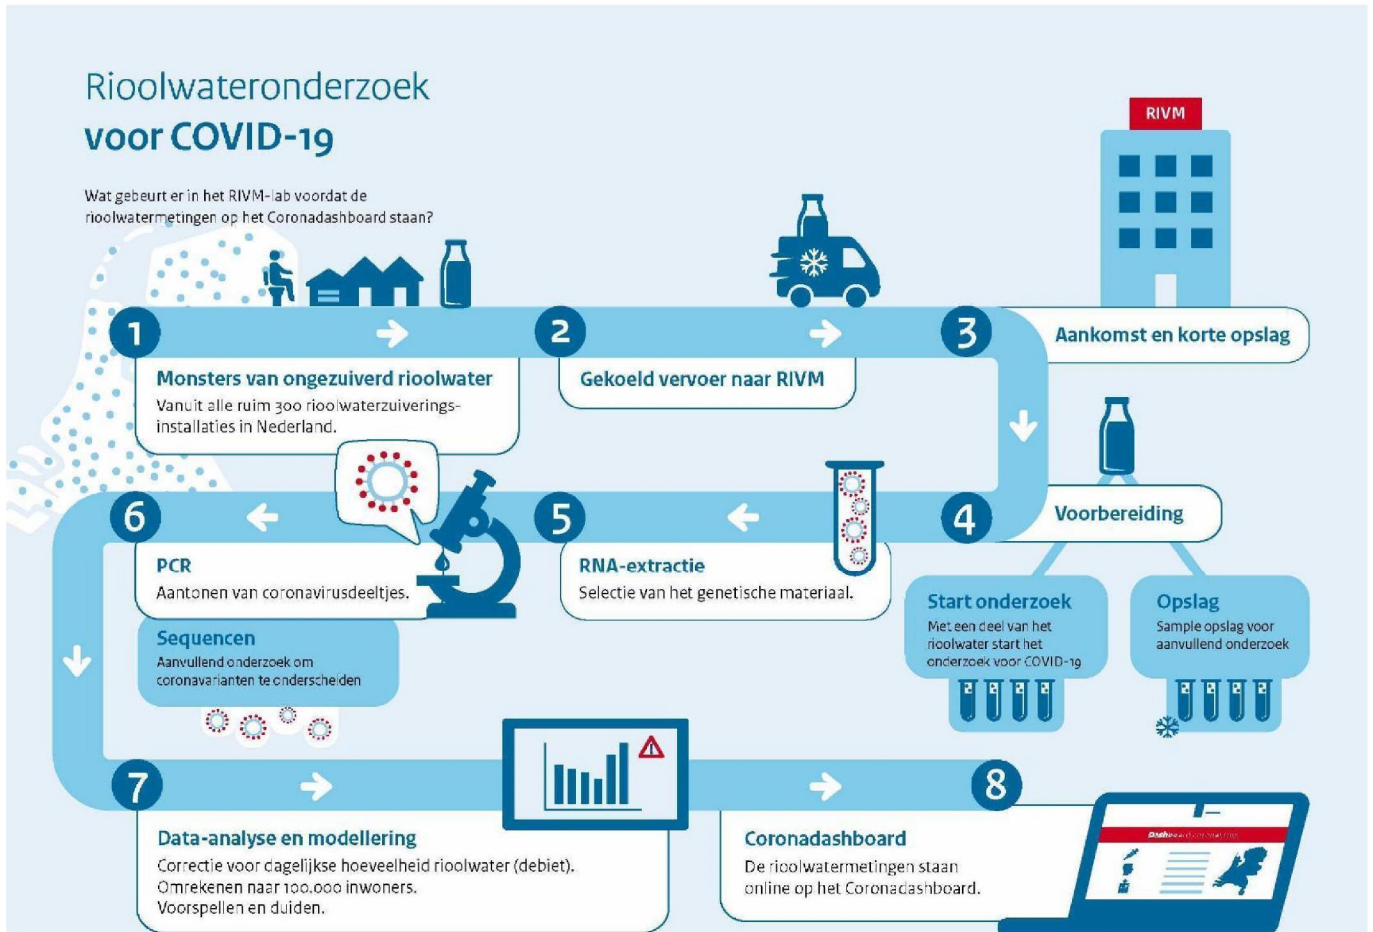 Rioolwateronderzoek
voor COVID-19
Wat gebeurt er in het RIVM-lab voordat de
rioolwatermetingen op het Coronadashboard staan?
RIVM
1
2
3
Aankomst en korte opslag
Monsters van ongezuiverd rioolwater
Vanuit alle ruim 300 rioolwaterzuiverings-
installaties in Nederland.
Gekoeld vervoer naar RIVM
6
5
4
Voorbereiding
PCR
Aantonen van coronavirusdeeltjes.
RNA-extractie
Selectie van het genetische materiaal.
Start onderzoek
Met een deel van het
rioolwater start het
onderzoek voor COVID-19
Opslag
Sample opslag voor
aanvullend onderzoek
Sequencen
Aanvullend onderzoek om
coronavarianten te onderscheiden
7
8
Data-analyse en modellering
Correctie voor dagelijkse hoeveelheid rioolwater (debiet).
Omrekenen naar 100.000 inwoners.
Voorspellen en duiden.
Coronadashboard
De rioolwatermetingen staan
online op het Coronadashboard.